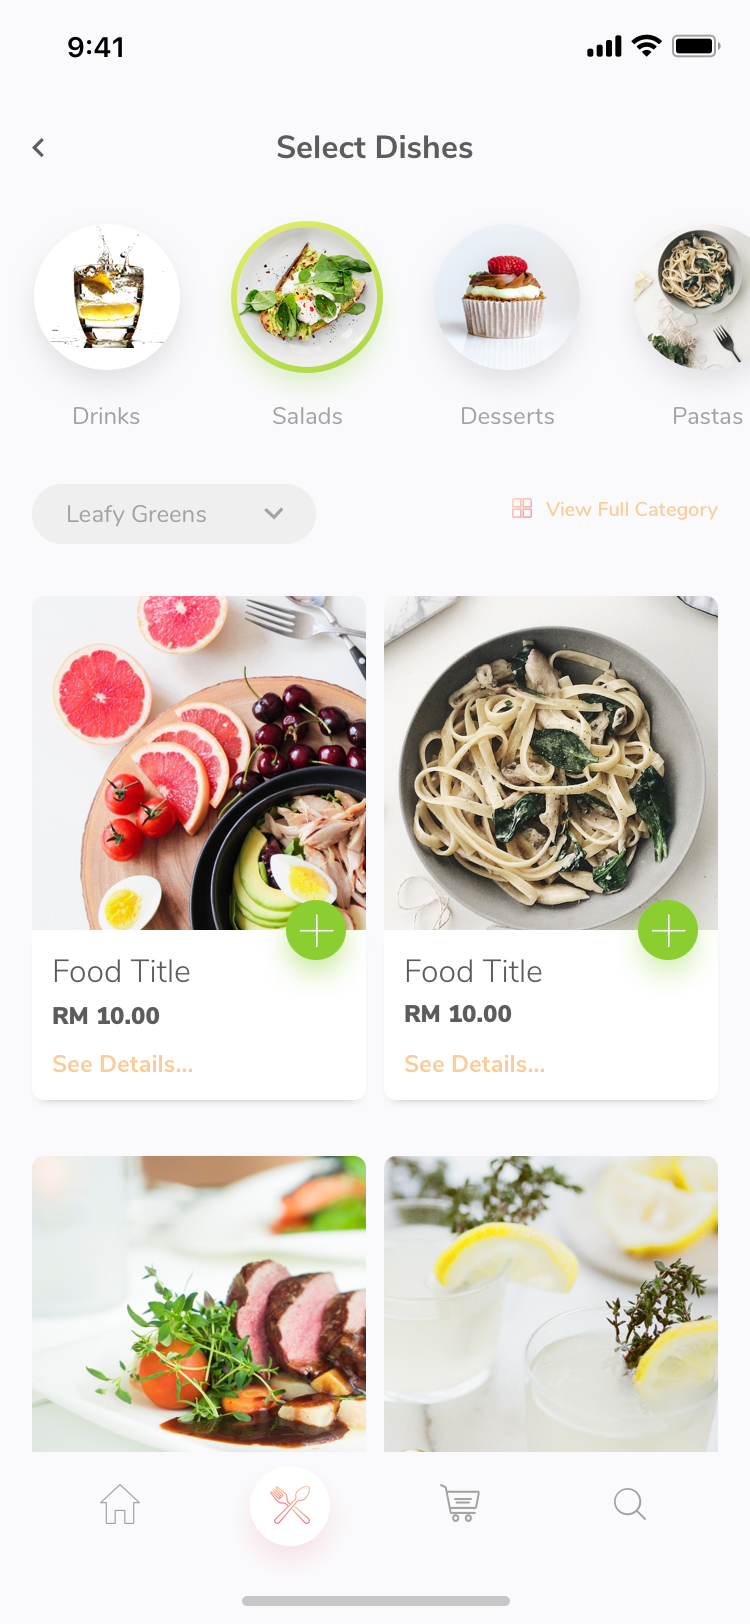 9:41
Select Dishes
Drinks
Salads
Desserts
Pastas
Leafy Greens
View Full Category
Food Title
RM 10.00
See Details...
Food Title
RM 10.00
See Details...